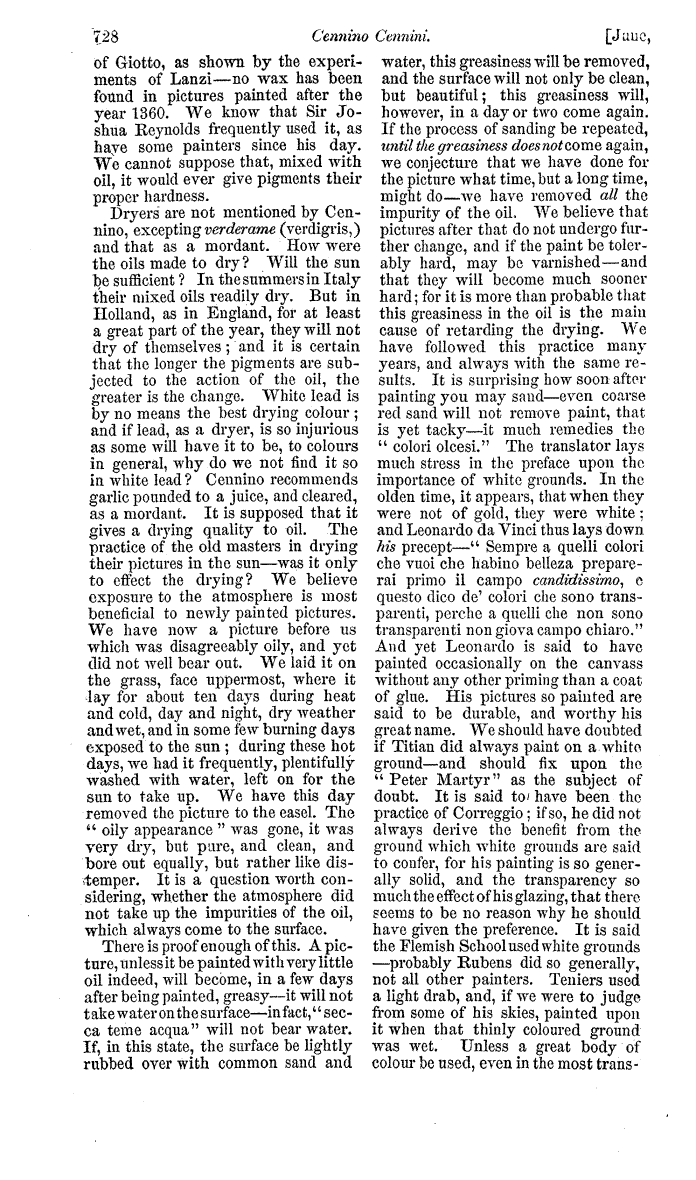 728 Cennino Cennini. [June,
of Giotto, as shown by the experi-
ments of Lanzi—no wax has been
found in pictures painted after the
year 1360. We know that Sir Jo-
shua Reynolds frequently used it, as
have some painters since his day.
We cannot suppose that, mixed with
oil, it would ever give pigments their
proper hardness.
Dryers are not mentioned by Cen-
nino, excepting verderame (verdigris,)
and that as a mordant. How were
the oils made to dry? Will the sun
be sufficient? In the summers in Italy
their mixed oils readily dry. But in
Holland, as in England, for at least
a great part of the year, they will not
dry of themselves; and it is certain
that the longer the pigments are sub-
jected to the action of the oil, the
greater is the change. White lead is
by no means the best drying colour;
and if lead, as a dryer, is so injurious
as some will have it to be, to colours
in general, why do we not find it so
in white lead? Cennino recommends
garlic pounded to a juice, and cleared,
as a mordant. It is supposed that it
gives a drying quality to oil. The
practice of the old masters in drying
their pictures in the sun—was it only
to effect the drying? We believe
exposure to the atmosphere is most
beneficial to newly painted pictures.
We have now a picture before us
which was disagreeably oily, and yet
did not well bear out. We laid it on
the grass, face uppermost, where it
lay for about ten days during heat
and cold, day and night, dry weather
and wet, and in some few burning days
exposed to the sun; during these hot
days, we had it frequently, plentifully
washed with water, left on for the
sun to take up. We have this day
removed the picture to the easel. The
" oily appearance " was gone, it was
very dry, but pure, and clean, and
bore out equally, but rather like dis-
temper. It is a question worth con-
sidering, whether the atmosphere did
not take up the impurities of the oil,
which always come to the surface.
There is proof enough of this. A pic-
ture, unless it be painted with very little
oil indeed, will become, in a few days
after being painted, greasy—it will not
take water on the surface—in fact, " sec-
ca teme acqua" will not bear water.
If, in this state, the surface be lightly
rubbed over with common sand and
water, this greasiness will be removed,
and the surface will not only be clean,
but beautiful; this greasiness will,
however, in a day or two come again.
If the process of sanding be repeated,
until the greasiness does not come again,
we conjecture that we have done for
the picture what time, but a long time,
might do—we have removed all the
impurity of the oil. We believe that
pictures after that do not undergo fur-
ther change, and if the paint be toler-
ably hard, may be varnished—and
that they will become much sooner
hard; for it is more than probable that
this greasiness in the oil is the main
cause of retarding the drying. We
have followed this practice many
years, and always with the same re-
sults. It is surprising how soon after
painting you may sand—even coarse
red sand will not remove paint, that
is yet tacky—it much remedies the
" colori olcesi." The translator lays
much stress in the preface upon the
importance of white grounds. In the
olden time, it appears, that when they
were not of gold, they were white;
and Leonardo da Vinci thus lays down
his precept—" Sempre a quelli colori
che vuoi che habino belleza prepare-
rai primo il campo candidissimo, e
questo dico de' colori che sono trans-
parenti, perche a quelli che non sono
transparenti non giova campo chiaro."
And yet Leonardo is said to have
painted occasionally on the canvass
without any other priming than a coat
of glue. His pictures so painted are
said to be durable, and worthy his
great name. We should have doubted
if Titian did always paint on a white
ground—and should fix upon the
" Peter Martyr" as the subject of
doubt. It is said to have been the
practice of Correggio; if so, he did not
always derive the benefit from the
ground which white grounds are said
to confer, for his painting is so gener-
ally solid, and the transparency so
much the effect of his glazing, that there
seems to be no reason why he should
have given the preference. It is said
the Flemish School used white grounds
—probably Rubens did so generally,
not all other painters. Teniers used
a light drab, and, if we were to judge
from some of his skies, painted upon
it when that thinly coloured ground
was wet. Unless a great body of
colour be used, even in the most trans-